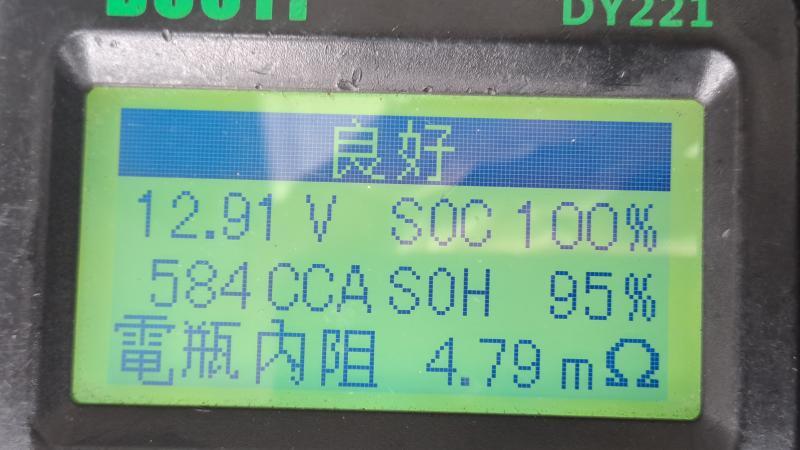 DY221
良好
12.91 V SOC 100%
584 CCA SOH 95%
電瓶內阻 4.79 mΩ